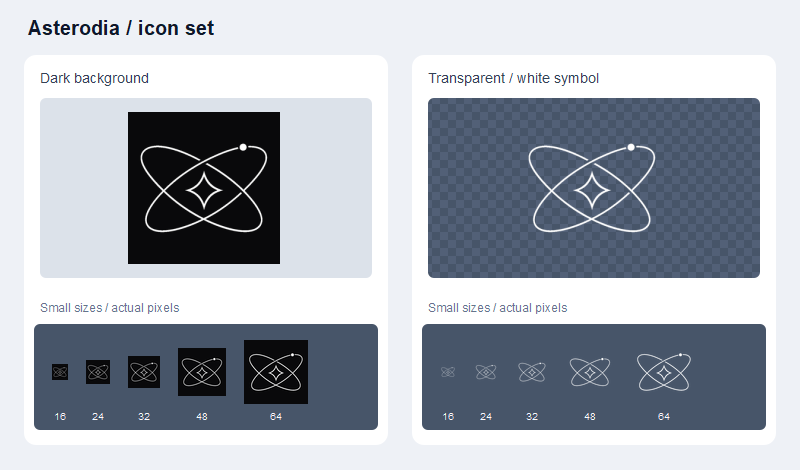 Asterodia / icon set
Dark background
Small sizes / actual pixels
16 24 32 48 64
Transparent / white symbol
Small sizes / actual pixels
16 24 32 48 64